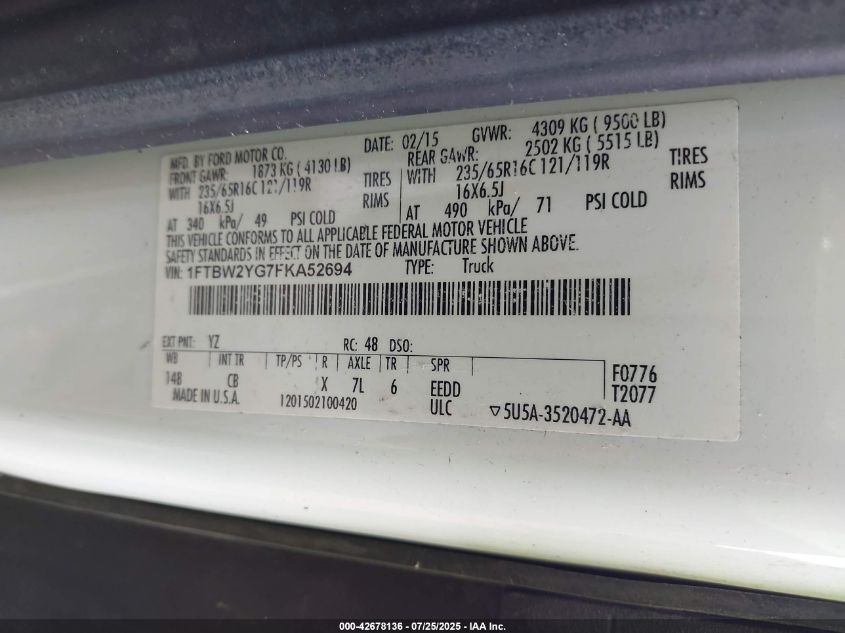 MFD. BY FORD MOTOR CO. DATE: 02/15 GVWR: 4309 KG ( 9500 LB)
FRONT GAWR: 1873 KG ( 4130 LB) REAR GAWR: 2502 KG ( 5515 LB)
WITH 235/65R16C 121/119R TIRES WITH 235/65R16C 121/119R TIRES
16X6.5J RIMS 16X6.5J RIMS
AT 340 kPa/ 49 PSI COLD AT 490 kPa/ 71 PSI COLD
THIS VEHICLE CONFORMS TO ALL APPLICABLE FEDERAL MOTOR VEHICLE
SAFETY STANDARDS IN EFFECT ON THE DATE OF MANUFACTURE SHOWN ABOVE.
VIN: 1FTBW2YG7FKA52694 TYPE: Truck
EXT PNT: YZ RC: 48 DSO:
WB INT TR TP/PS R AXLE TR SPR F0776
148 CB X 7L 6 EEDD T2077
MADE IN U.S.A. 1201502100420 ULC ▽5U5A-3520472-AA
000-42678136 - 07/25/2025 - IAA Inc.